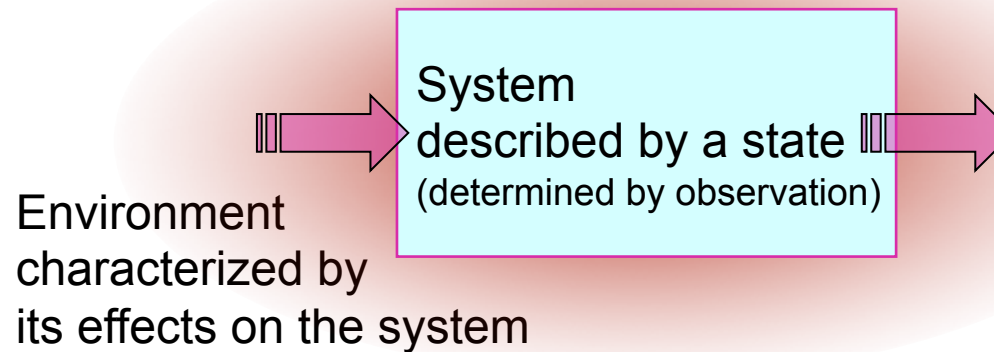 System
described by a state
(determined by observation)
Environment
characterized by
its effects on the system